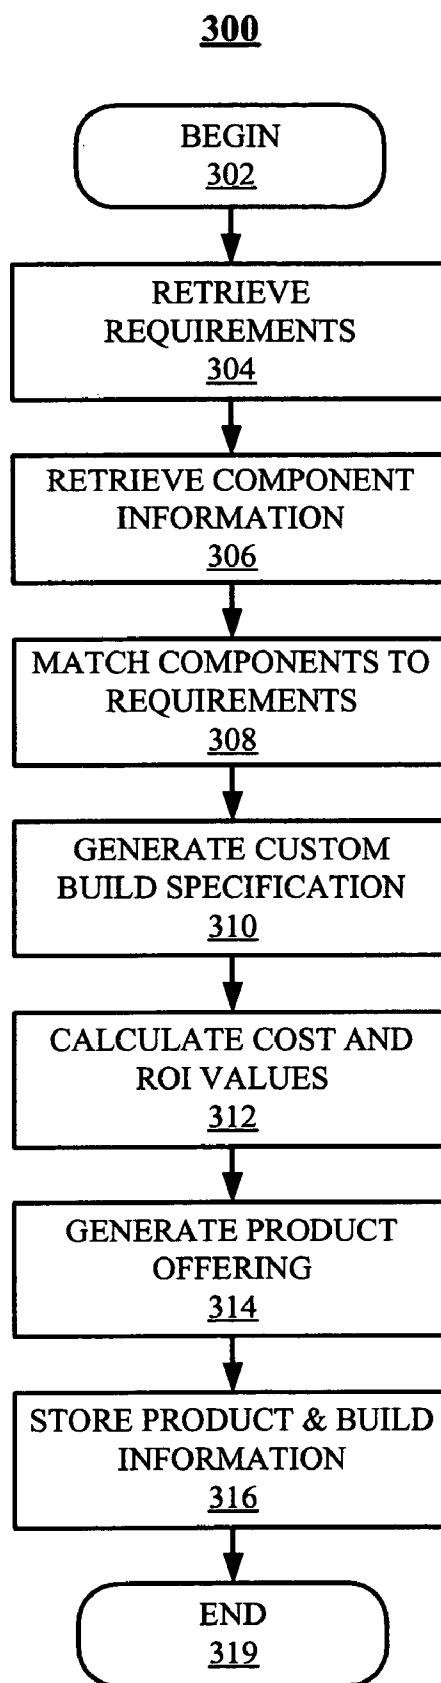 300
BEGIN
302
RETRIEVE
REQUIREMENTS
304
RETRIEVE COMPONENT
INFORMATION
306
MATCH COMPONENTS TO
REQUIREMENTS
308
GENERATE CUSTOM
BUILD SPECIFICATION
310
CALCULATE COST AND
ROI VALUES
312
GENERATE PRODUCT
OFFERING
314
STORE PRODUCT & BUILD
INFORMATION
316
END
319